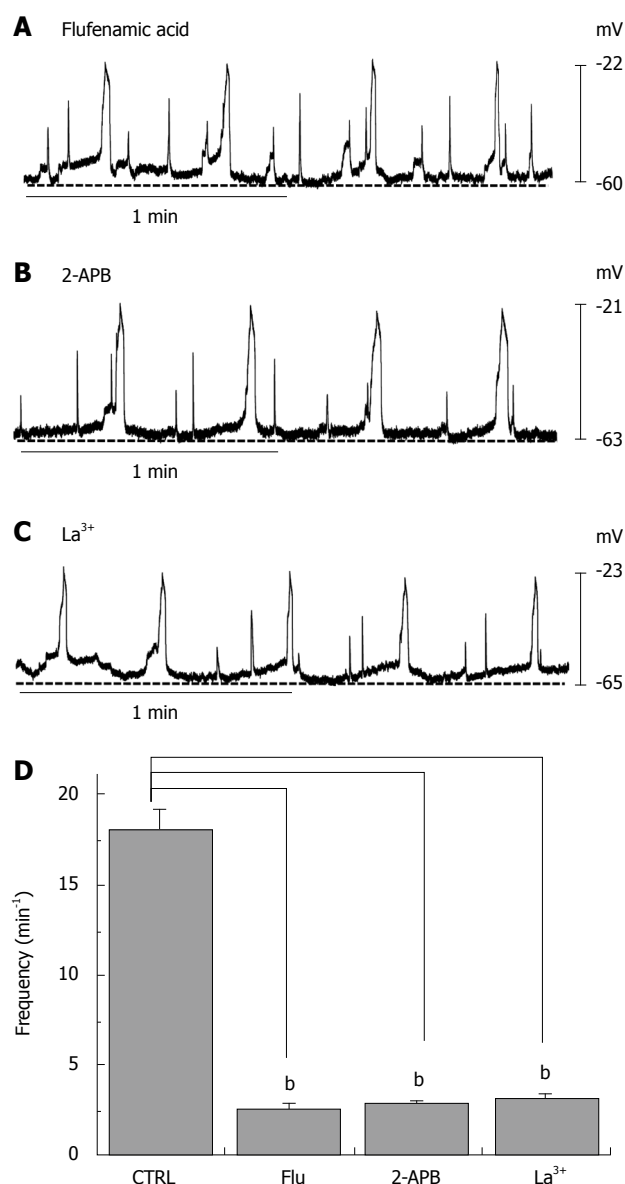 A Flufenamic acid mV
-22
-60
1 min
B 2-APB mV
-21
-63
1 min
C La³⁺ mV
-23
-65
1 min
D
Frequency (min⁻¹)
20
15
10
5
0
b b b
CTRL Flu 2-APB La³⁺